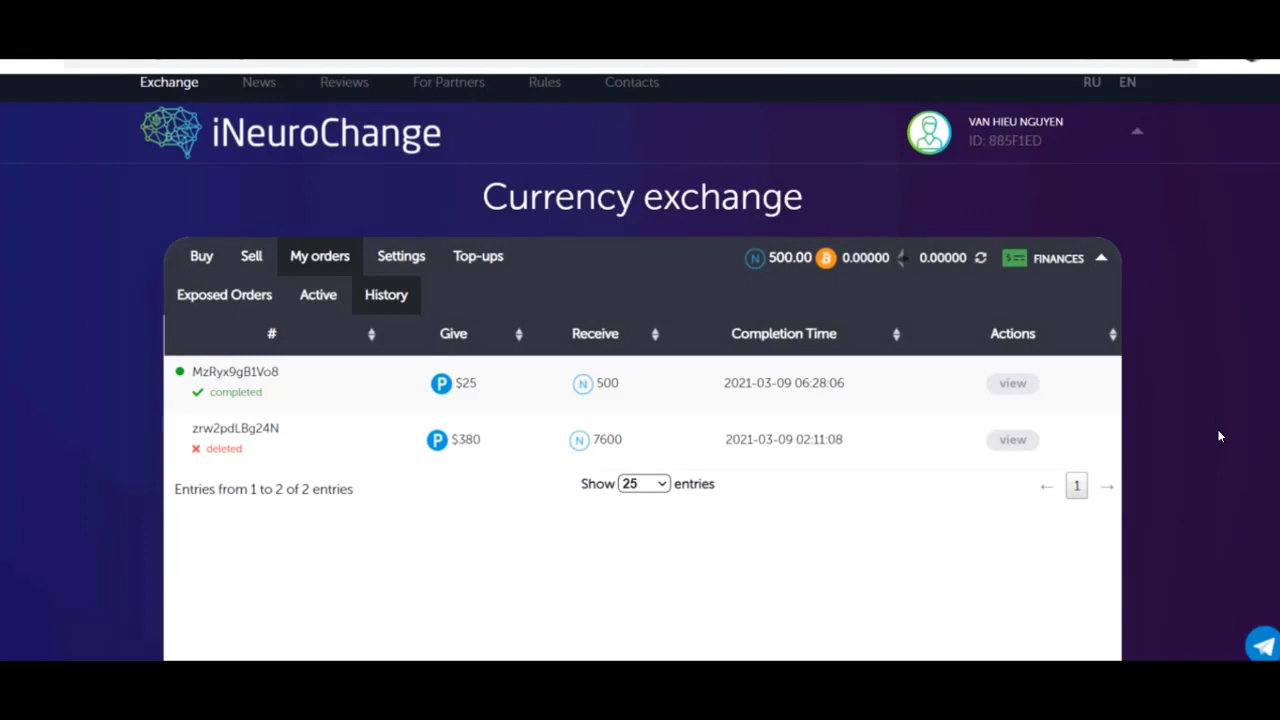 Exchange News Reviews For Partners Rules Contacts RU EN
iNeuroChange
VAN HIEU NGUYEN
ID: 885F1ED
Currency exchange
Buy Sell My orders Settings Top-ups N 500.00 B 0.00000 0.00000 FINANCES
Exposed Orders Active History
# Give Receive Completion Time Actions
MzRyx9gB1Vo8
completed
P $25 N 500 2021-03-09 06:28:06 view
zrw2pdLBg24N
deleted
P $380 N 7600 2021-03-09 02:11:08 view
Entries from 1 to 2 of 2 entries
Show 25 entries
← 1 →